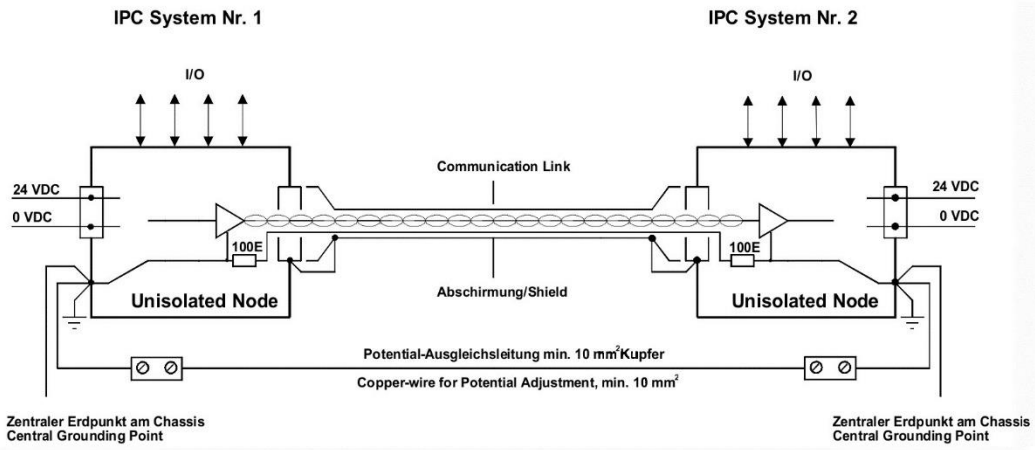 IPC System Nr. 1
IPC System Nr. 2
I/O
I/O
Communication Link
24 VDC
24 VDC
0 VDC
0 VDC
100E
100E
Abschirmung/Shield
Unisolated Node
Unisolated Node
Potential-Ausgleichsleitung min. 10 mm²Kupfer
Copper-wire for Potential Adjustment, min. 10 mm²
Zentraler Erdpunkt am Chassis
Central Grounding Point
Zentraler Erdpunkt am Chassis
Central Grounding Point